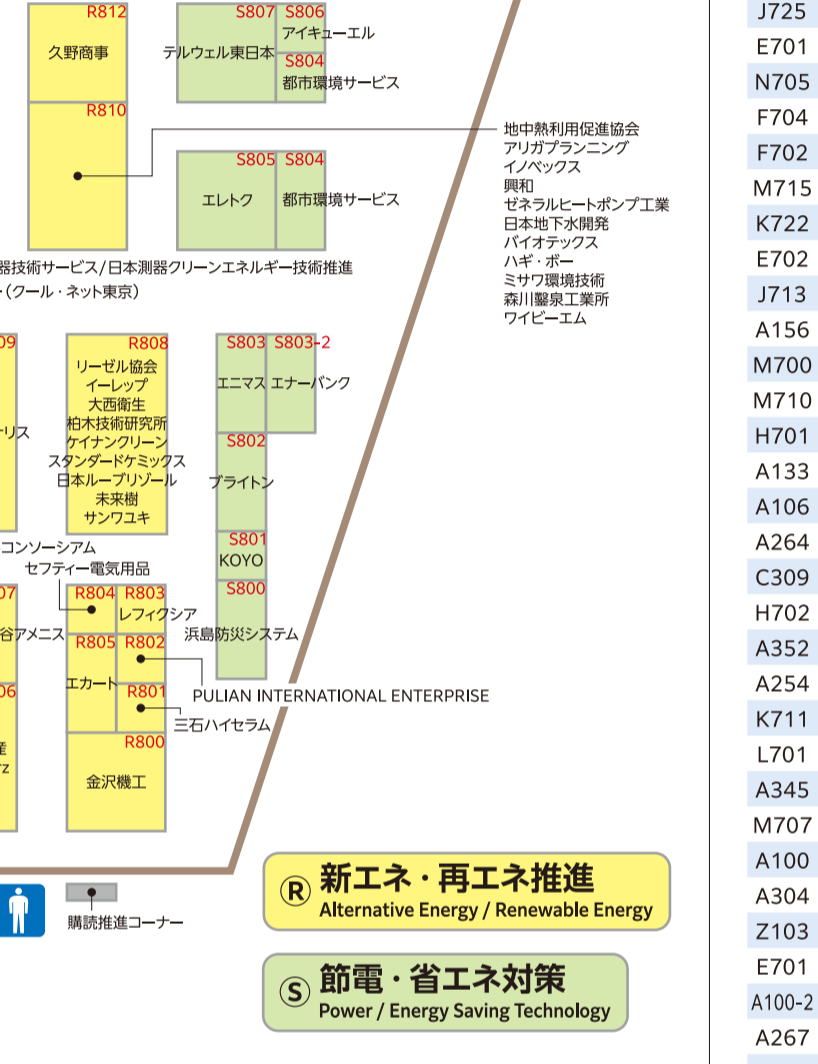 R812
久野商事
R810
S807
テルウェル東日本
S806
アイキューエル
S804
都市環境サービス
S805
エレトク
S804
都市環境サービス
地中熱利用促進協会
アリガプランニング
イノベックス
興和
ゼネラルヒートポンプ工業
日本地下水開発
バイオテックス
ハギ・ボー
ミサワ環境技術
森川鑿泉工業所
ワイビーエム
器技術サービス/日本測器クリーンエネルギー技術推進
(クール・ネット東京)
09
リス
R808
リーゼル協会
イーレップ
大西衛生
柏木技術研究所
ケイナンクリーン
スタンダードケミックス
日本ルーブリゾール
未来樹
サンワユキ
S803
エニマス
S803-2
エナーバンク
S802
ブライトン
S801
KOYO
S800
浜島防災システム
コンソーシアム
セフティー電気用品
07
谷アメニス
R804
R803
レフィクシア
R805
エカート
R802
PULIAN INTERNATIONAL ENTERPRISE
06
産
rz
R801
三石ハイセラム
R800
金沢機工
購読推進コーナー
R 新エネ・再エネ推進
Alternative Energy / Renewable Energy
S 節電・省エネ対策
Power / Energy Saving Technology
J725
E701
N705
F704
F702
M715
K722
E702
J713
A156
M700
M710
H701
A133
A106
A264
C309
H702
A352
A254
K711
L701
A345
M707
A100
A304
Z103
E701
A100-2
A267